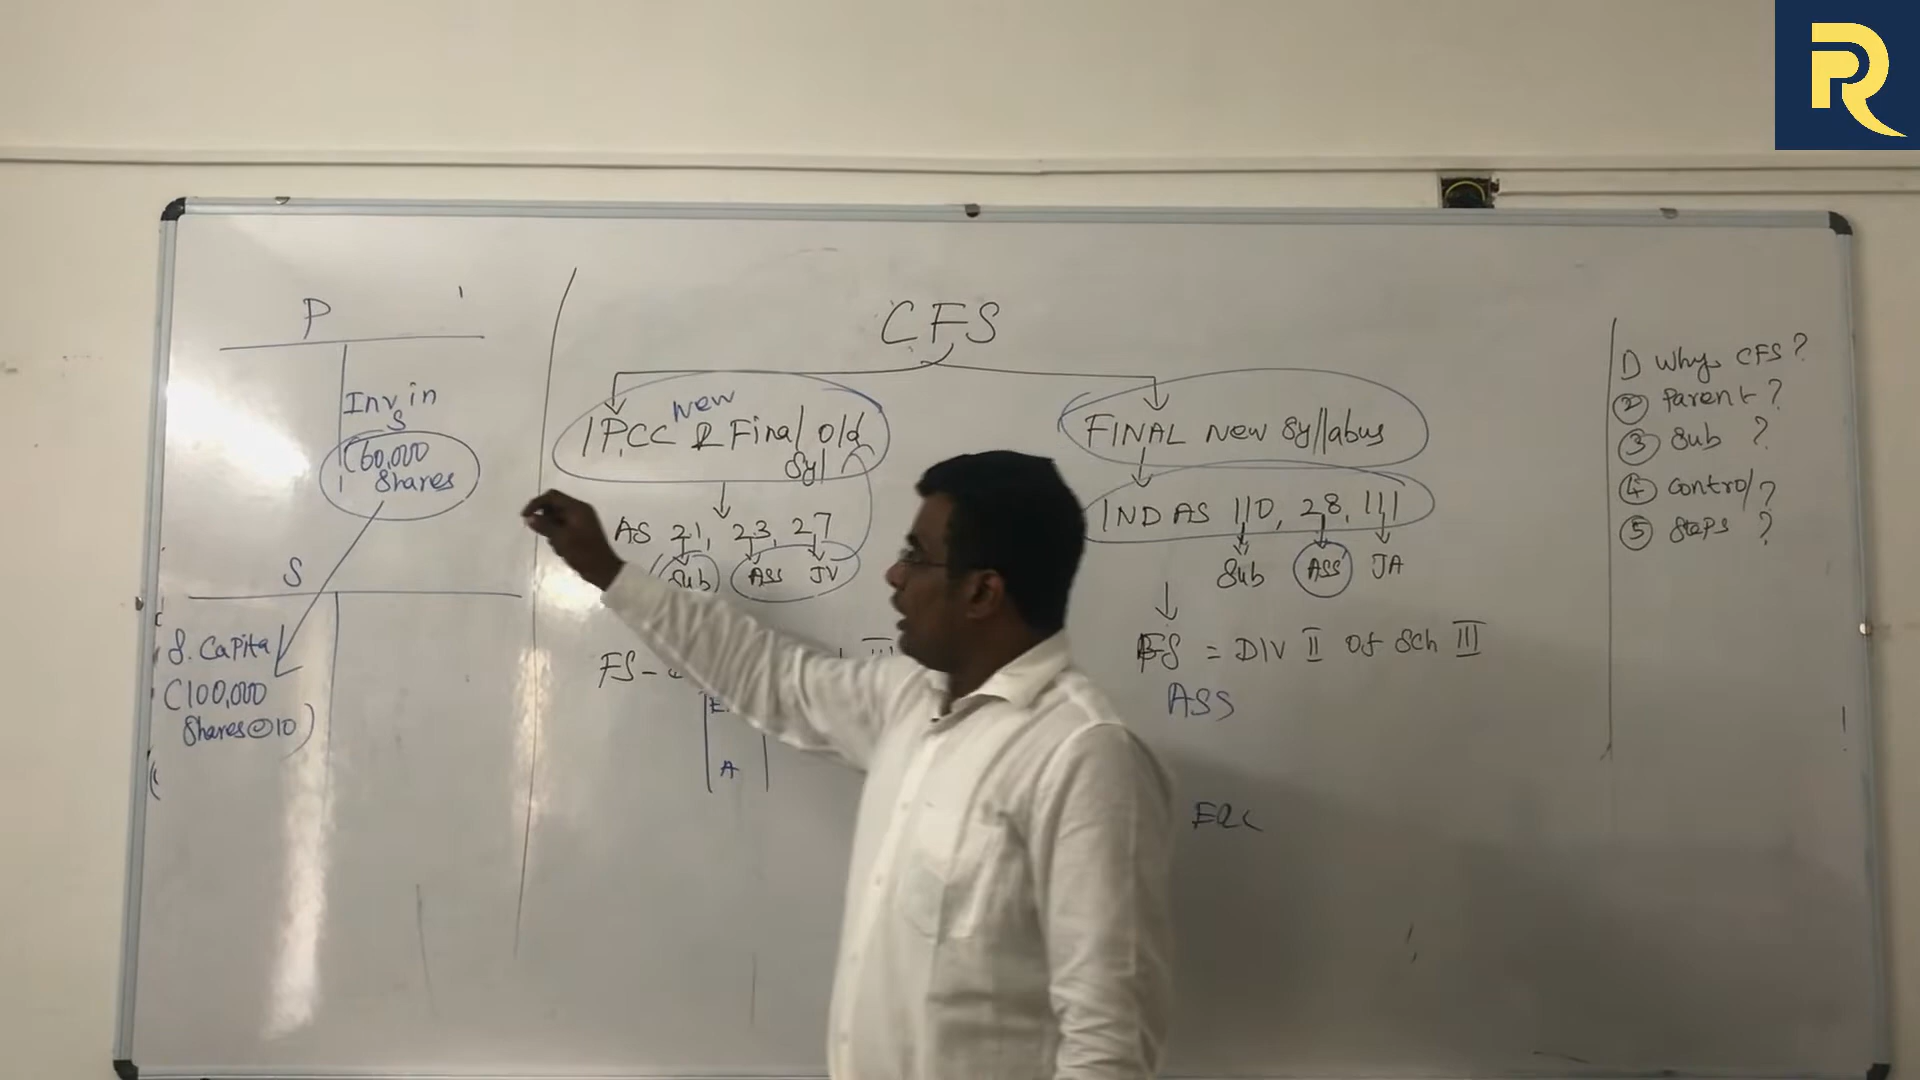 P
Inv in
S
(60,000
Shares
S
S. Capital
(100,000
Shares@10)
CFS
IPCC New & Final Old
Syl
AS 21, 23, 27
Sub Ass JV
FS -
III
E
A
FINAL New Syllabus
IND AS 110, 28, 111
Sub Ass JA
FS = DIV II of Sch III
ASS
1) Why CFS?
② Parent?
③ Sub ?
④ Control?
⑤ Steps ?
R